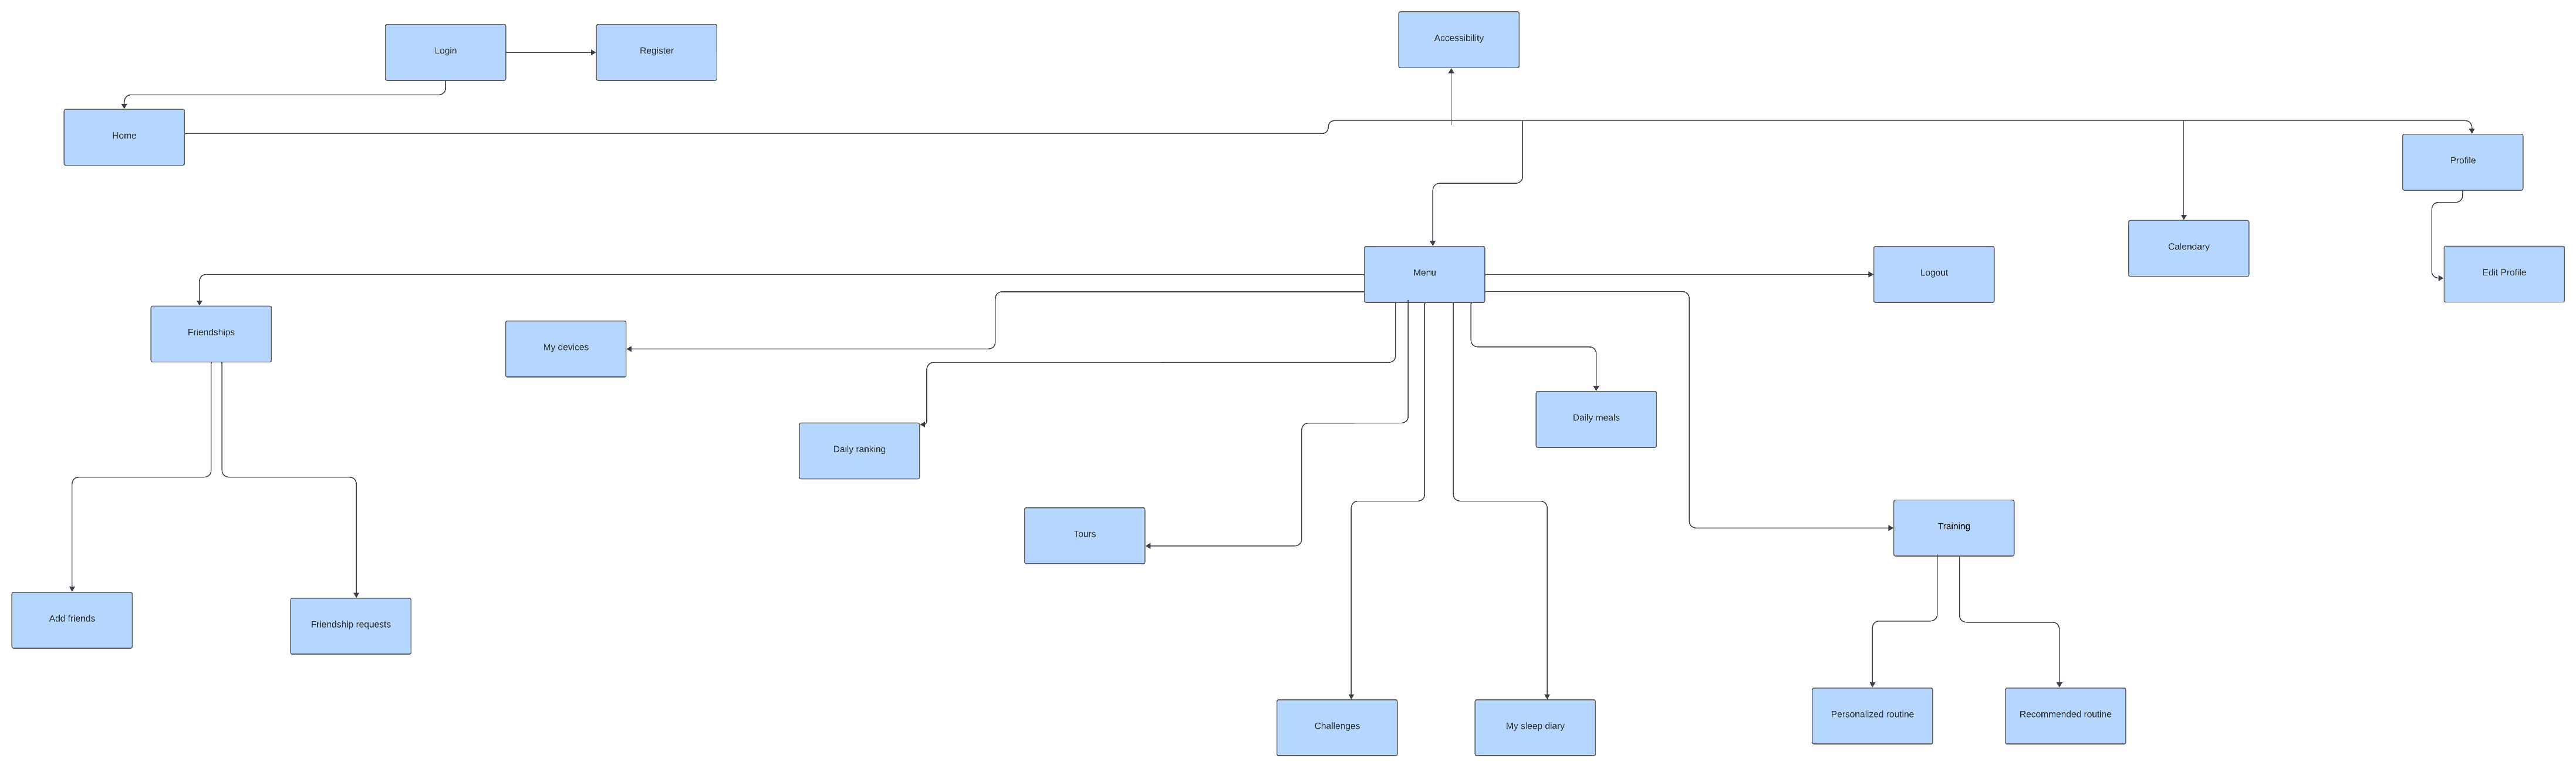 Login
Register
Accessibility
Home
Profile
Calendary
Menu
Logout
Edit Profile
Friendships
My devices
Daily meals
Daily ranking
Tours
Training
Add friends
Friendship requests
Challenges
My sleep diary
Personalized routine
Recommended routine